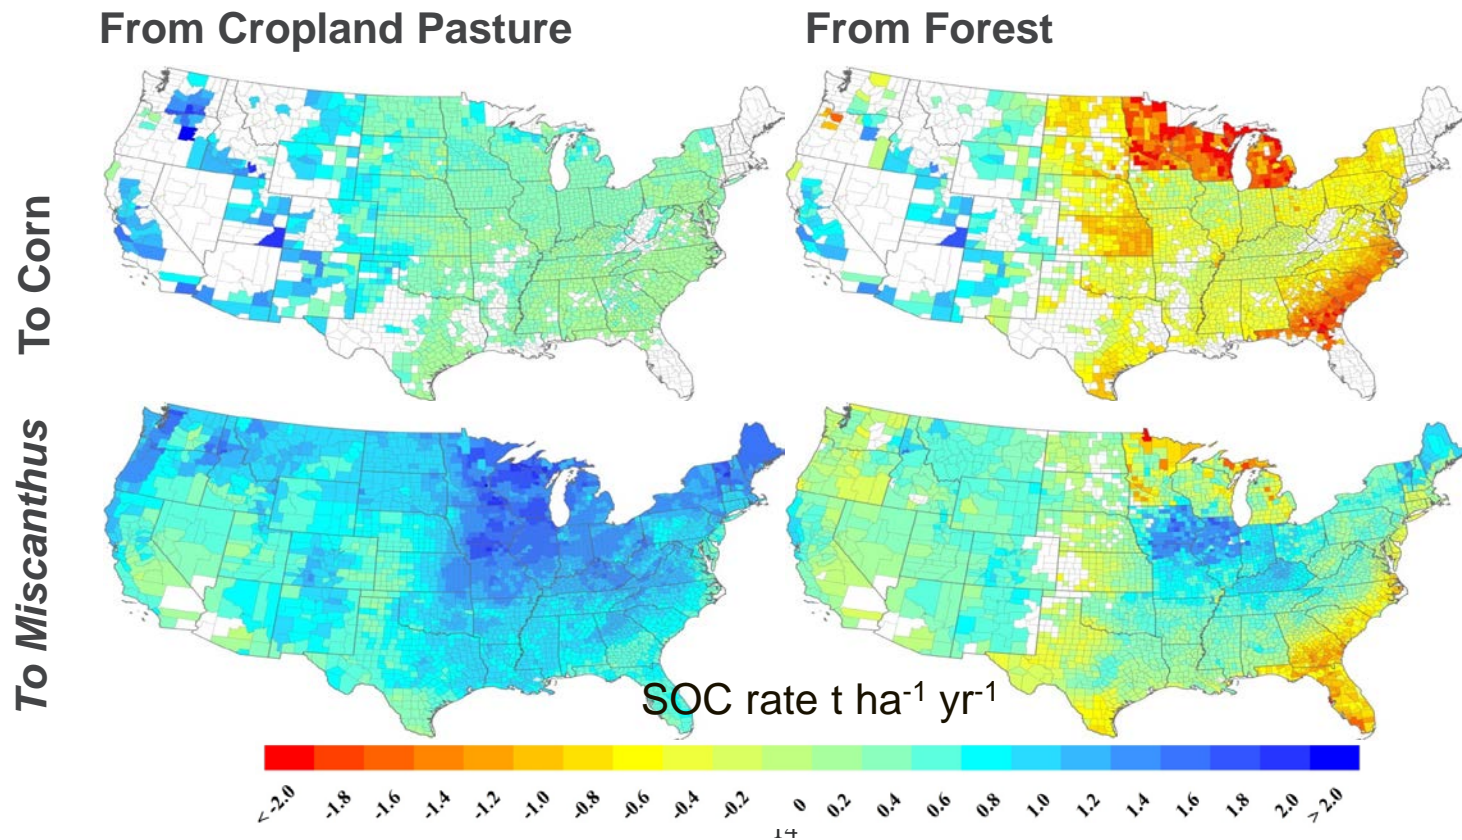 From Cropland Pasture
From Forest
To Corn
To Miscanthus
SOC rate t ha-1 yr-1
< -2.0 -1.8 -1.6 -1.4 -1.2 -1.0 -0.8 -0.6 -0.4 -0.2 0 0.2 0.4 0.6 0.8 1.0 1.2 1.4 1.6 1.8 2.0 > 2.0
14